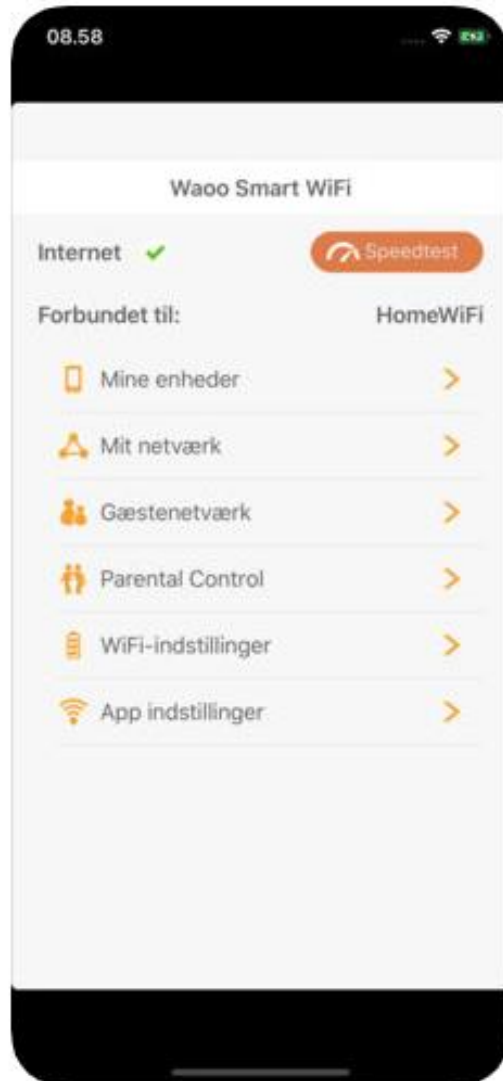 08.58
Waoo Smart WiFi
Internet
Speedtest
Forbundet til: HomeWiFi
Mine enheder
Mit netværk
Gæstenetværk
Parental Control
WiFi-indstillinger
App indstillinger